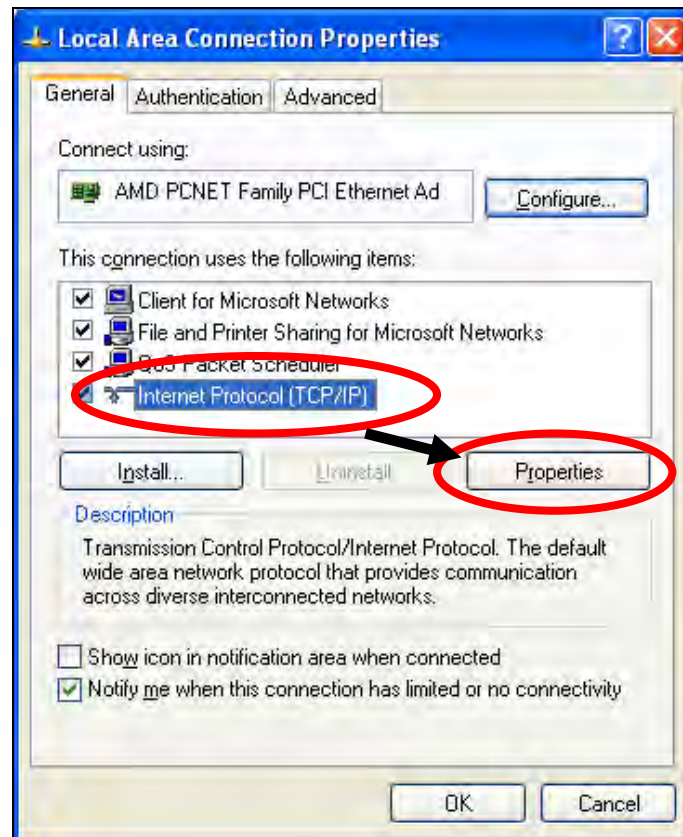 Local Area Connection Properties
General Authentication Advanced
Connect using:
AMD PCNET Family PCI Ethernet Ad Configure...
This connection uses the following items:
Client for Microsoft Networks
File and Printer Sharing for Microsoft Networks
QoS Packet Scheduler
Internet Protocol (TCP/IP)
Install... Uninstall Properties
Description
Transmission Control Protocol/Internet Protocol. The default
wide area network protocol that provides communication
across diverse interconnected networks.
Show icon in notification area when connected
Notify me when this connection has limited or no connectivity
OK Cancel